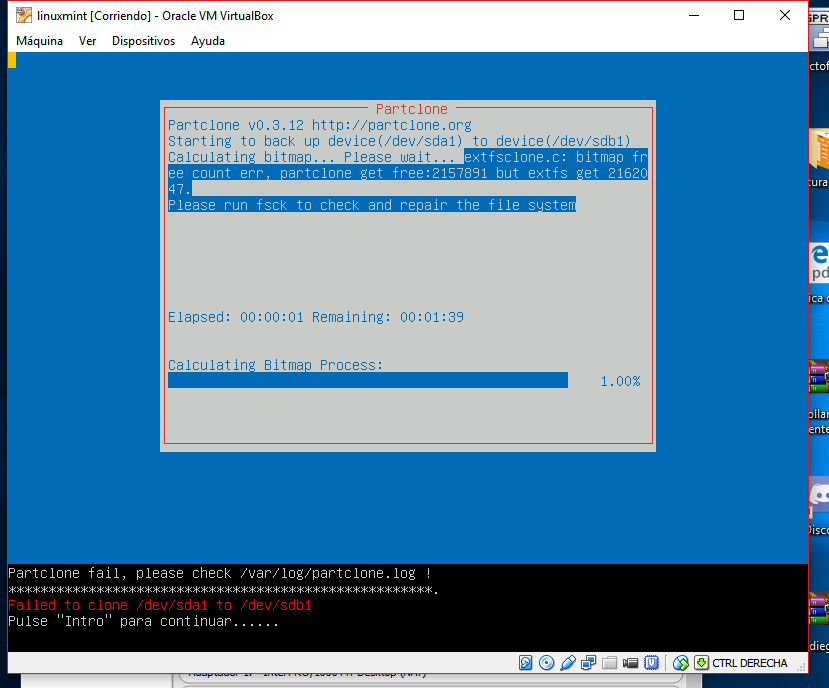 linuxmint [Corriendo] - Oracle VM VirtualBox
Máquina Ver Dispositivos Ayuda
Partclone
Partclone v0.3.12 http://partclone.org
Starting to back up device(/dev/sda1) to device(/dev/sdb1)
Calculating bitmap... Please wait... extfsclone.c: bitmap fr
ee count err, partclone get free:2157891 but extfs get 21620
47.
Please run fsck to check and repair the file system
Elapsed: 00:00:01 Remaining: 00:01:39
Calculating Bitmap Process:
1.00%
Partclone fail, please check /var/log/partclone.log !
*****************************************************.
Failed to clone /dev/sda1 to /dev/sdb1
Pulse "Intro" para continuar......
CTRL DERECHA